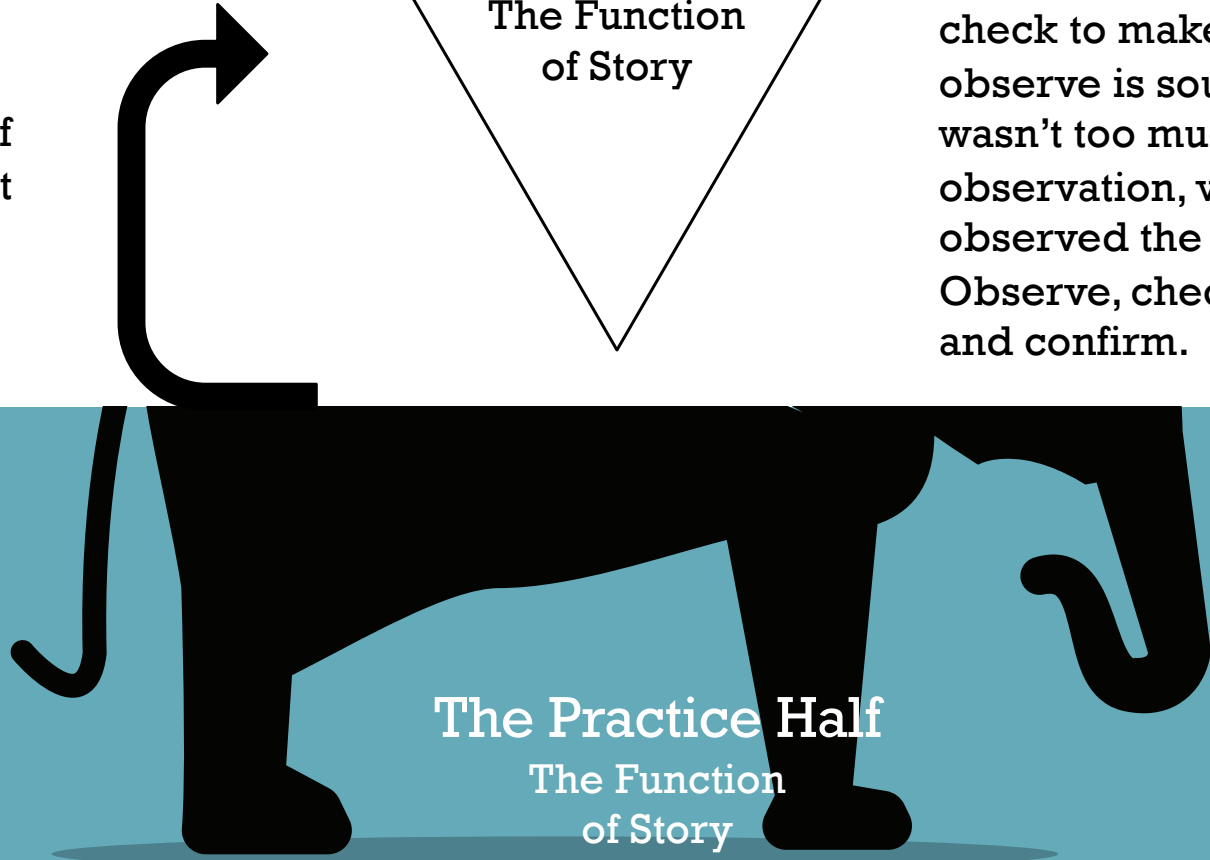 The Function
of Story
f
t
check to make
observe is sou
wasn’t too mu
observation, v
observed the
Observe, chec
and confirm.
The Practice Half
The Function
of Story